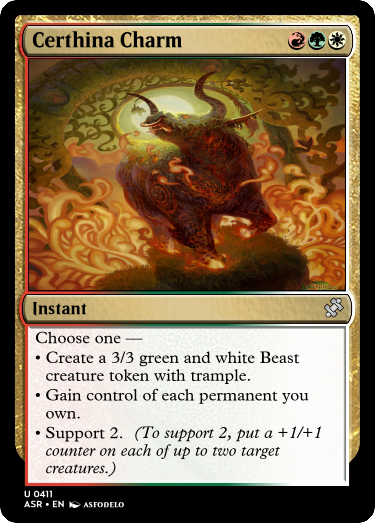 Certhina Charm
Instant
Choose one —
• Create a 3/3 green and white Beast
creature token with trample.
• Gain control of each permanent you
own.
• Support 2. (To support 2, put a +1/+1
counter on each of up to two target
creatures.)
U 0411
ASR • EN ASFODELO